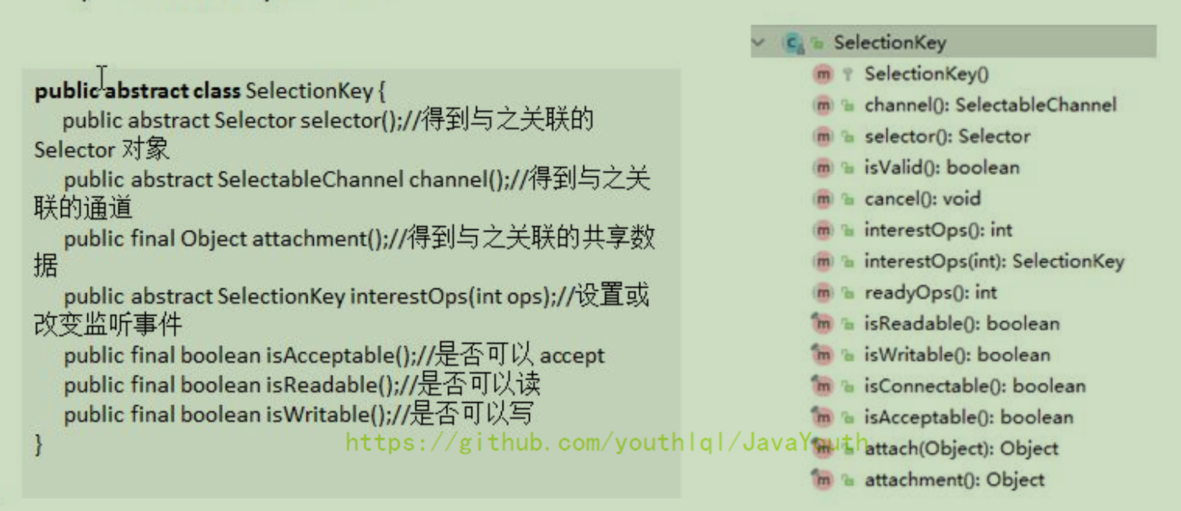 public abstract class SelectionKey {
public abstract Selector selector();//得到与之关联的
Selector 对象
public abstract SelectableChannel channel();//得到与之关
联的通道
public final Object attachment();//得到与之关联的共享数
据
public abstract SelectionKey interestOps(int ops);//设置或
改变监听事件
public final boolean isAcceptable();//是否可以 accept
public final boolean isReadable();//是否可以读
public final boolean isWritable();//是否可以写
}
https://github.com/youthlql/JavaYouth
SelectionKey
SelectionKey()
channel(): SelectableChannel
selector(): Selector
isValid(): boolean
cancel(): void
interestOps(): int
interestOps(int): SelectionKey
readyOps(): int
isReadable(): boolean
isWritable(): boolean
isConnectable(): boolean
isAcceptable(): boolean
attach(Object): Object
attachment(): Object